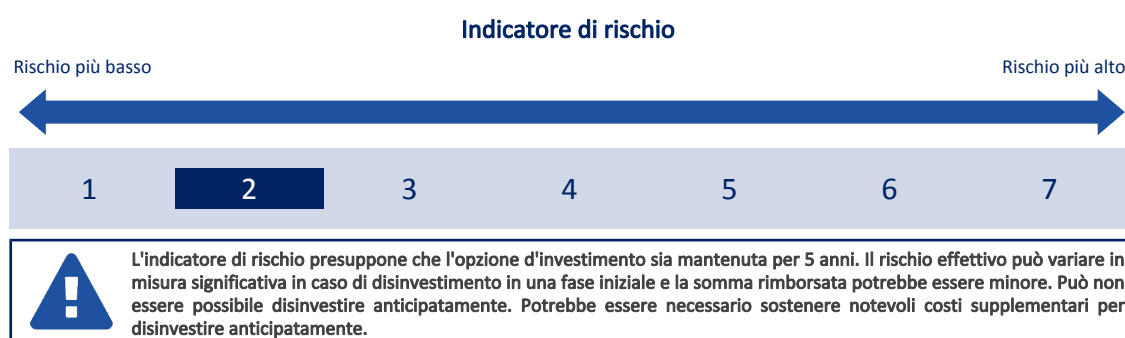 Indicatore di rischio
Rischio più basso
Rischio più alto
1 2 3 4 5 6 7
L'indicatore di rischio presuppone che l'opzione d'investimento sia mantenuta per 5 anni. Il rischio effettivo può variare in
misura significativa in caso di disinvestimento in una fase iniziale e la somma rimborsata potrebbe essere minore. Può non
essere possibile disinvestire anticipatamente. Potrebbe essere necessario sostenere notevoli costi supplementari per
disinvestire anticipatamente.